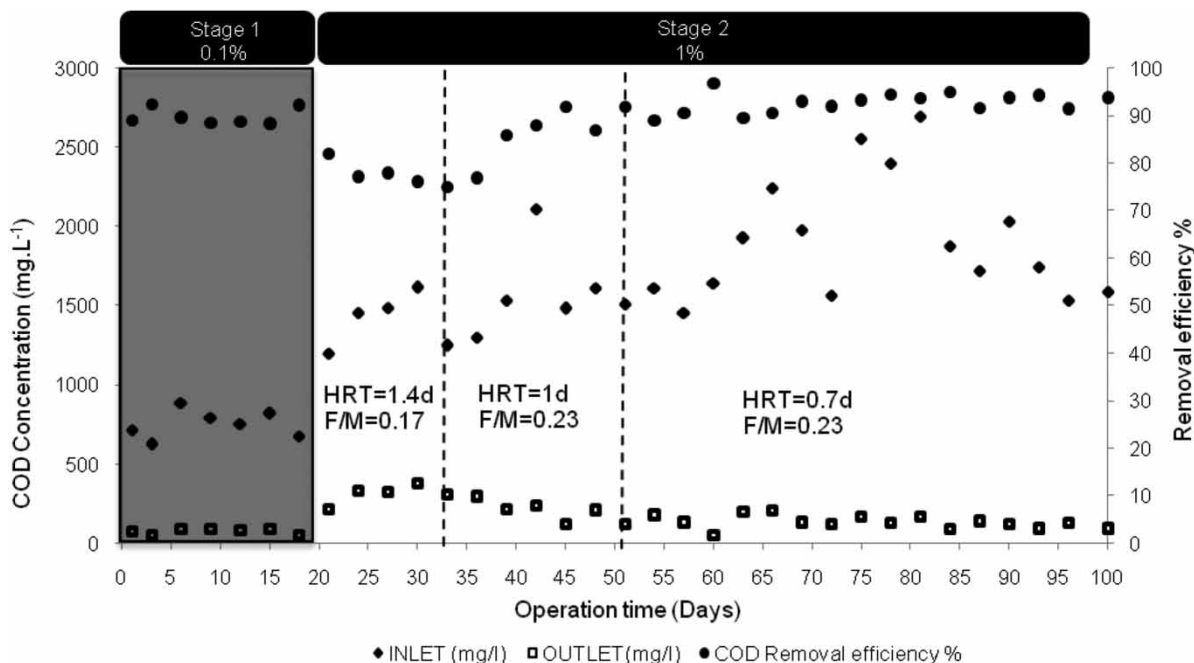 Stage 1
0.1%
Stage 2
1%
3000
2500
2000
1500
1000
500
0
COD Concentration (mg.L-1)
100
90
80
70
60
50
40
30
20
10
0
Removal efficiency %
HRT=1.4d
F/M=0.17
HRT=1d
F/M=0.23
HRT=0.7d
F/M=0.23
0 5 10 15 20 25 30 35 40 45 50 55 60 65 70 75 80 85 90 95 100
Operation time (Days)
INLET (mg/l) OUTLET(mg/l) COD Removal efficiency %